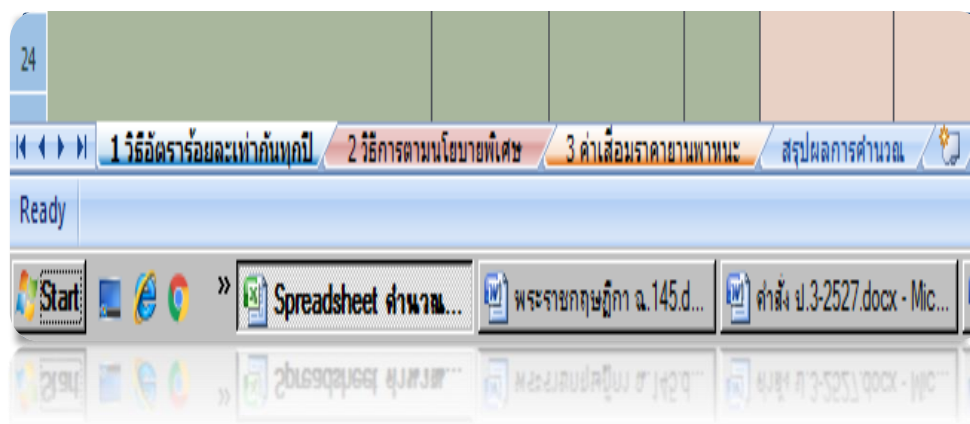 24
1 วิธีอัตราร้อยละเท่ากันทุกปี 2 วิธีการตามนโยบายพิเศษ 3 ค่าเสื่อมราคายานพาหนะ สรุปผลการคำนวณ
Ready
Start » Spreadsheet คำนวณ... พระราชกฤษฎีกา ฉ.145.d... คำสั่ง ป.3-2527.docx - Mic...